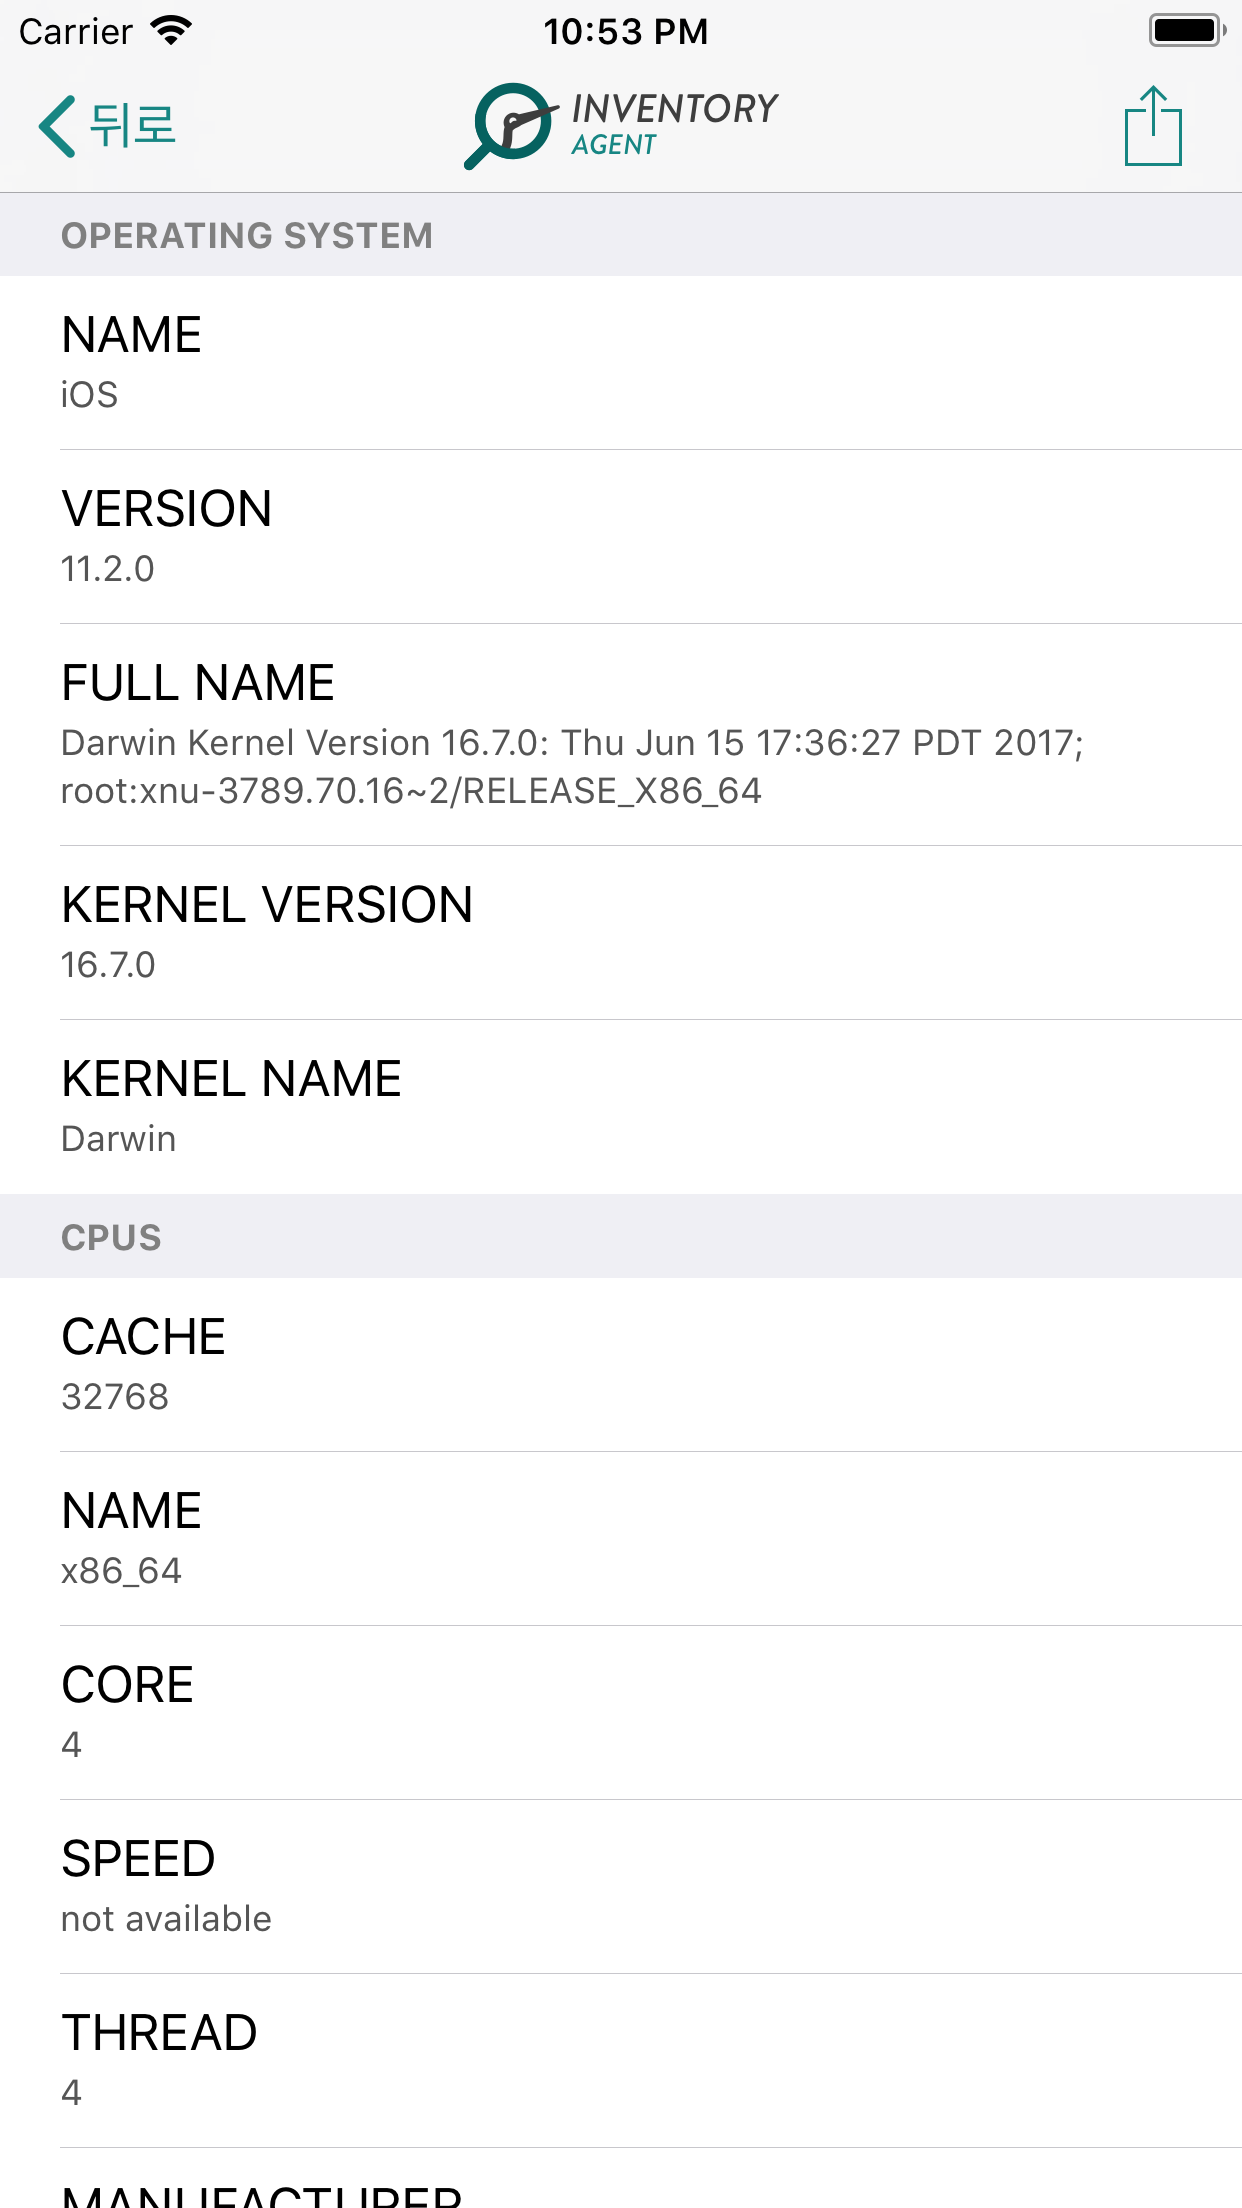 Carrier
10:53 PM
뒤로
INVENTORY
AGENT
OPERATING SYSTEM
NAME
iOS
VERSION
11.2.0
FULL NAME
Darwin Kernel Version 16.7.0: Thu Jun 15 17:36:27 PDT 2017;
root:xnu-3789.70.16~2/RELEASE_X86_64
KERNEL VERSION
16.7.0
KERNEL NAME
Darwin
CPUS
CACHE
32768
NAME
x86_64
CORE
4
SPEED
not available
THREAD
4
MANUFACTURER